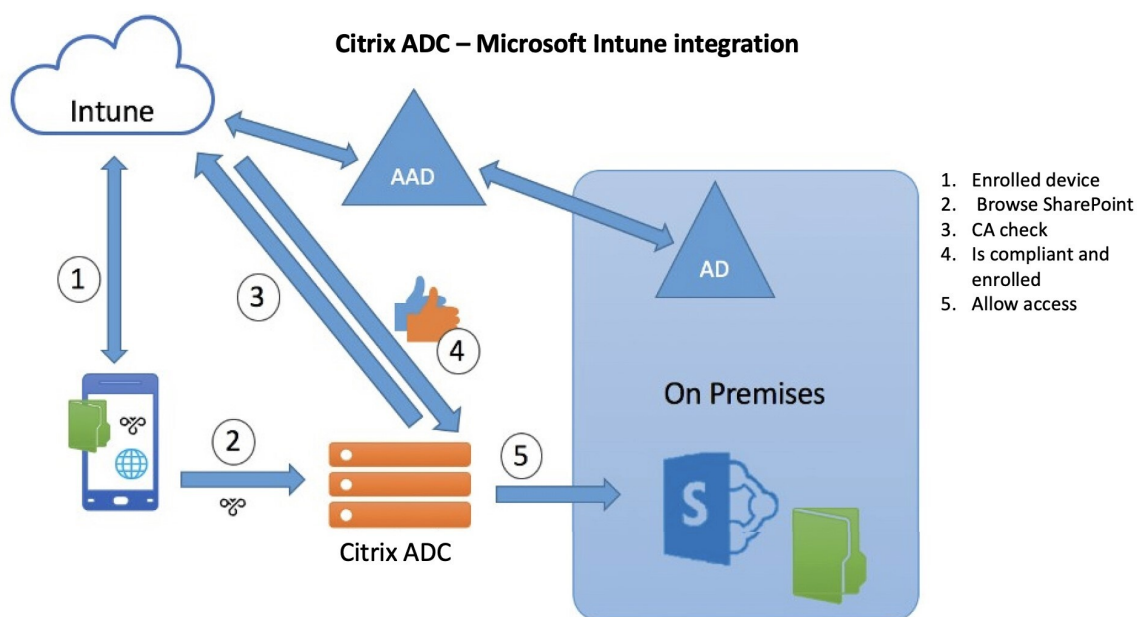 Citrix ADC – Microsoft Intune integration
Intune
AAD
AD
1
3
4
2
5
On Premises
S
Citrix ADC
1. Enrolled device
2. Browse SharePoint
3. CA check
4. Is compliant and
enrolled
5. Allow access